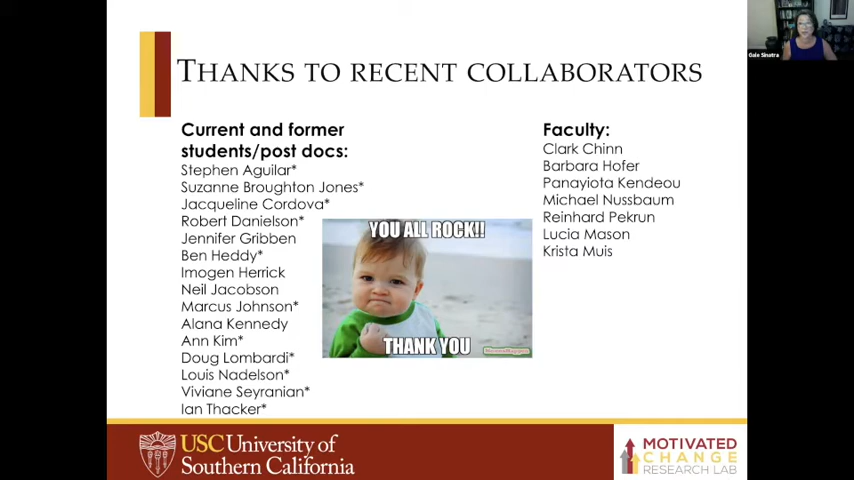 THANKS TO RECENT COLLABORATORS
Current and former
students/post docs:
Stephen Aguilar*
Suzanne Broughton Jones*
Jacqueline Cordova*
Robert Danielson*
Jennifer Gribben
Ben Heddy*
Imogen Herrick
Neil Jacobson
Marcus Johnson*
Alana Kennedy
Ann Kim*
Doug Lombardi*
Louis Nadelson*
Viviane Seyranian*
Ian Thacker*
YOU ALL ROCK!!
THANK YOU
Faculty:
Clark Chinn
Barbara Hofer
Panayiota Kendeou
Michael Nussbaum
Reinhard Pekrun
Lucia Mason
Krista Muis
Gale Sinatra
USC University of
Southern California
MOTIVATED
CHANGE
RESEARCH LAB